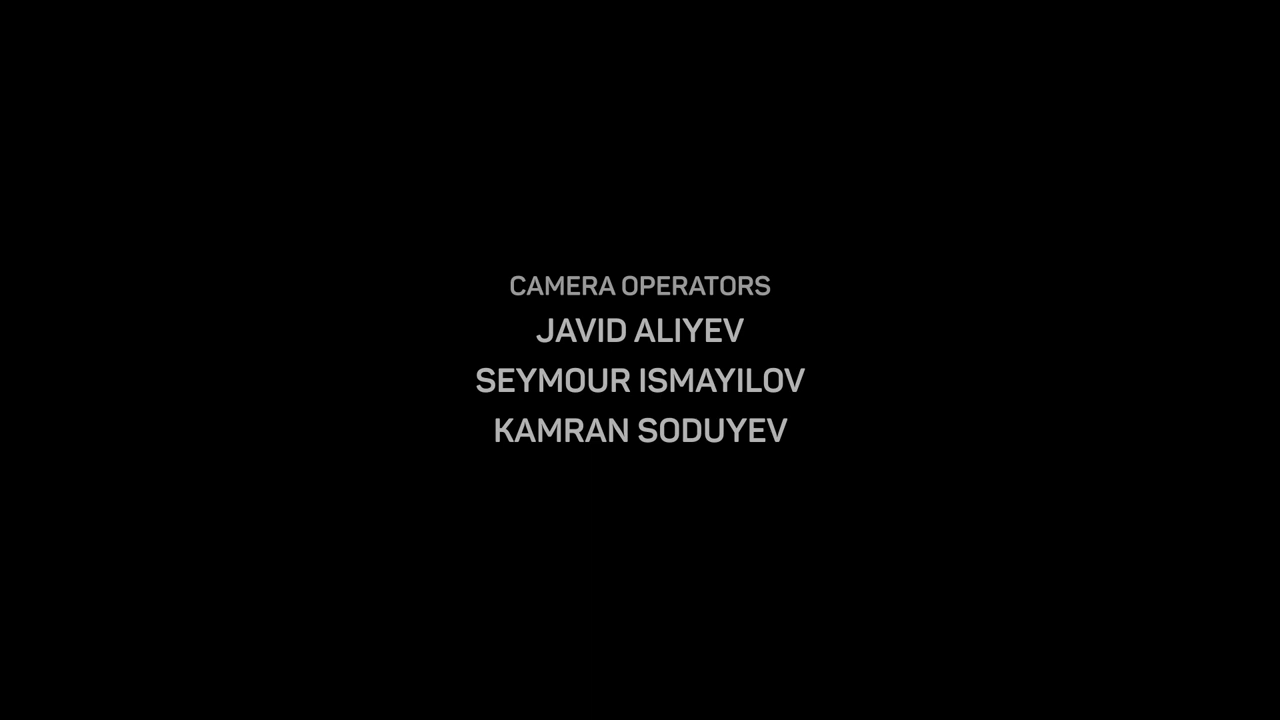 CAMERA OPERATORS
JAVID ALIYEV
SEYMOUR ISMAYILOV
KAMRAN SODUYEV